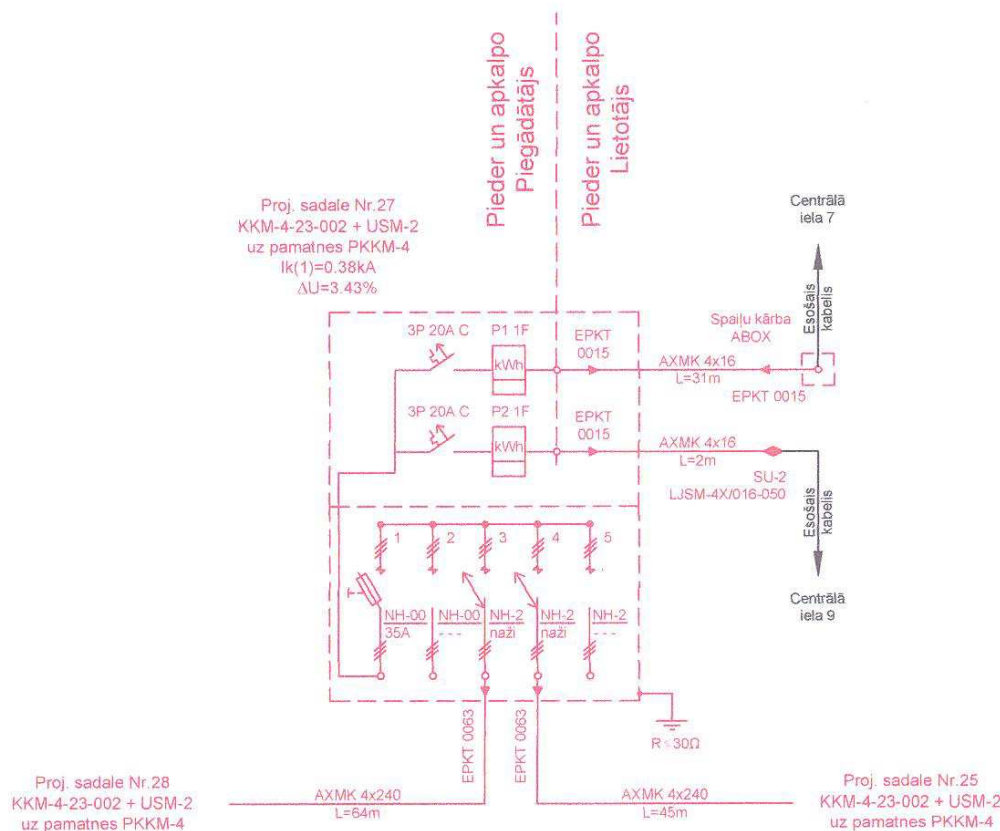 Pieder un apkalpo
Piegādātājs
Pieder un apkalpo
Lietotājs
Proj. sadale Nr.27
KKM-4-23-002 + USM-2
uz pamatnes PKKM-4
Ik(1)=0.38kA
ΔU=3.43%
Centrālā
iela 7
Esošais
kabelis
3P 20A C
P1 1F
kWh
EPKT
0015
AXMK 4x16
L=31m
Spaiļu kārba
ABOX
EPKT 0015
3P 20A C
P2 1F
kWh
EPKT
0015
AXMK 4x16
L=2m
SU-2
LJSM-4X/016-050
Esošais
kabelis
Centrālā
iela 9
1
2
3
4
5
NH-00
35A
NH-00
---
NH-2
naži
NH-2
naži
NH-2
---
EPKT 0063
EPKT 0063
R≤30Ω
Proj. sadale Nr.28
KKM-4-23-002 + USM-2
uz pamatnes PKKM-4
AXMK 4x240
L=64m
AXMK 4x240
L=45m
Proj. sadale Nr.25
KKM-4-23-002 + USM-2
uz pamatnes PKKM-4